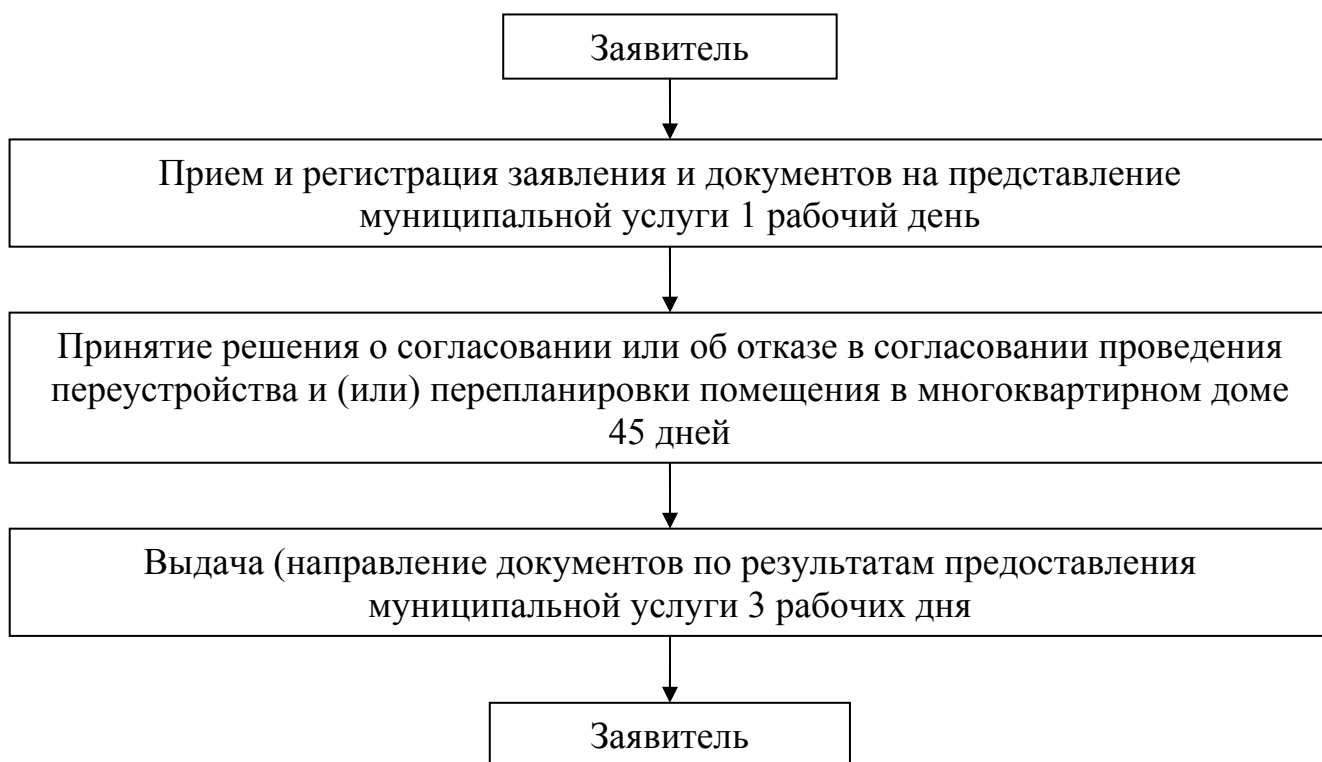 Заявитель
Прием и регистрация заявления и документов на представление
муниципальной услуги 1 рабочий день
Принятие решения о согласовании или об отказе в согласовании проведения
переустройства и (или) перепланировки помещения в многоквартирном доме
45 дней
Выдача (направление документов по результатам предоставления
муниципальной услуги 3 рабочих дня
Заявитель